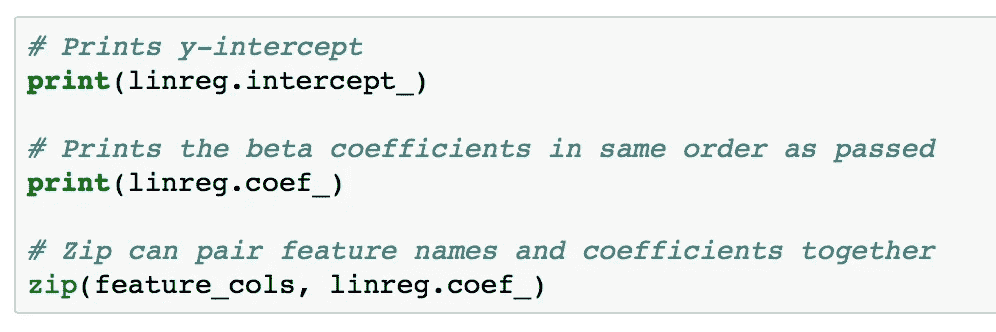 # Prints y-intercept
print(linreg.intercept_)
# Prints the beta coefficients in same order as passed
print(linreg.coef_)
# Zip can pair feature names and coefficients together
zip(feature_cols, linreg.coef_)